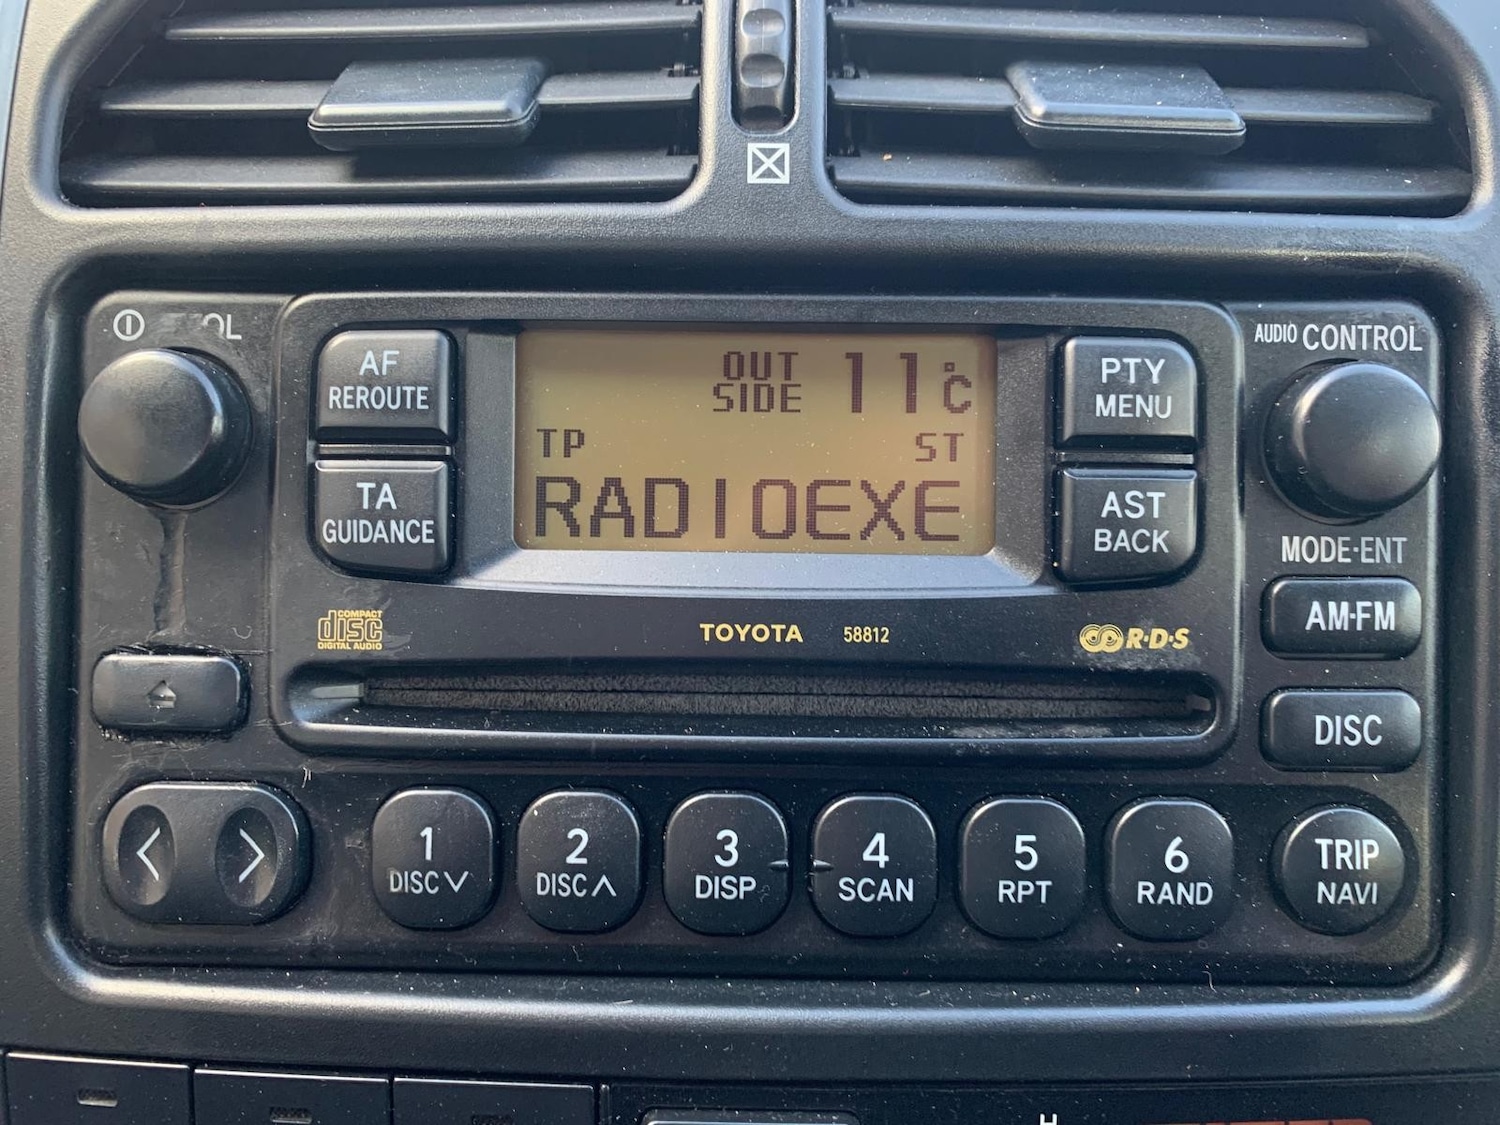 OUT
SIDE 11°C
TP ST
RADIOEXE
AF
REROUTE
TA
GUIDANCE
PTY
MENU
AST
BACK
AUDIO CONTROL
MODE·ENT
COMPACT
disc
DIGITAL AUDIO
TOYOTA 58812
R·D·S
AM·FM
DISC
1
DISC
2
DISC
3
DISP
4
SCAN
5
RPT
6
RAND
TRIP
NAVI
H